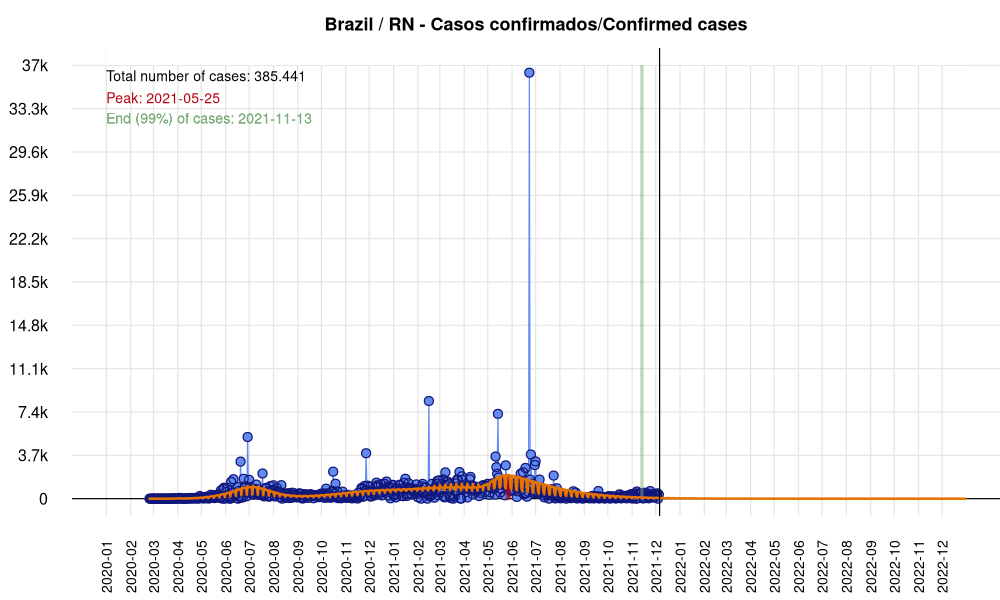 Brazil / RN - Casos confirmados/Confirmed cases
37k
Total number of cases: 385.441
Peak: 2021-05-25
33.3k
End (99%) of cases: 2021-11-13
29.6k
25.9k
22.2k
18.5k
14.8k
11.1k
7.4k
3.7k
0
2020-01
2020-02
2020-03
2020-04
2020-05
2020-06
2020-07
2020-08
2020-09
2020-10
2020-11
2020-12
2021-01
2021-02
2021-03
2021-04
2021-05
2021-06
2021-07
2021-08
2021-09
2021-10
2021-11
2021-12
2022-01
2022-02
2022-03
2022-04
2022-05
2022-06
2022-07
2022-08
2022-09
2022-10
2022-11
2022-12